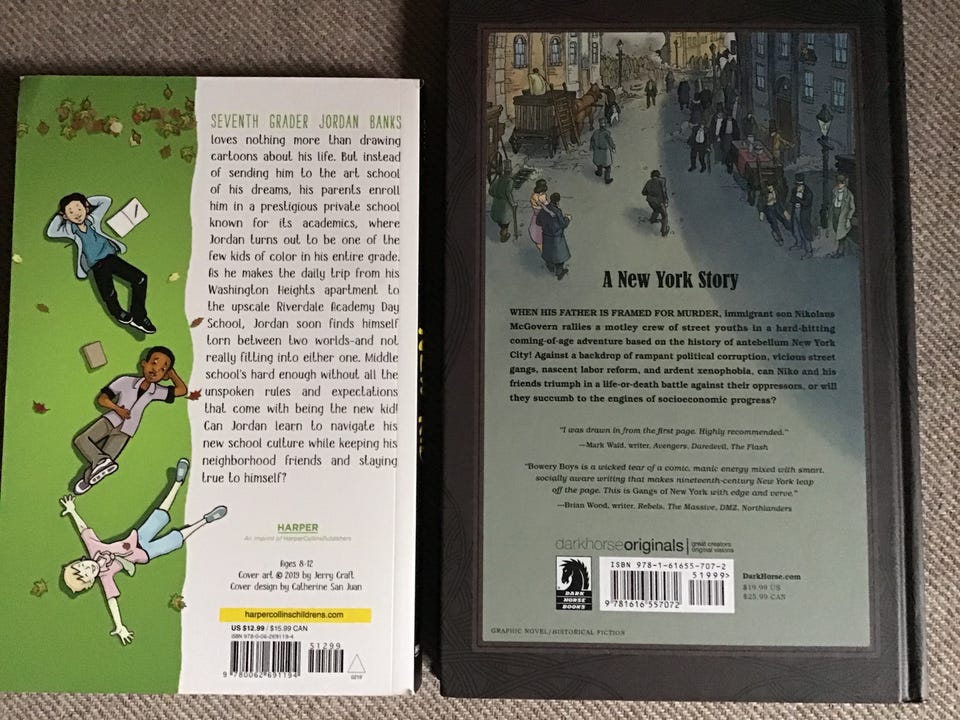 SEVENTH GRADER JORDAN BANKS
loves nothing more than drawing
cartoons about his life. But instead
of sending him to the art school
of his dreams, his parents enroll
him in a prestigious private school
known for its academics, where
Jordan turns out to be one of the
few kids of color in his entire grade.
As he makes the daily trip from his
Washington Heights apartment to
the upscale Riverdale Academy Day
School, Jordan soon finds himself
torn between two worlds—and not
really fitting into either one. Middle
school's hard enough without all the
unspoken rules and expectations
that come with being the new kid!
Can Jordan learn to navigate his
new school culture while keeping his
neighborhood friends and staying
true to himself?
HARPER
An Imprint of HarperCollinsPublishers
Ages 8-12
Cover art © 2019 by Jerry Craft
Cover design by Catherine San Juan
harpercollinschildrens.com
US $12.99 / $15.99 CAN
ISBN 978-0-06-269119-4
51299
9 780062 691194
0219
A New York Story
WHEN HIS FATHER IS FRAMED FOR MURDER, immigrant son Nikolaus
McGovern rallies a motley crew of street youths in a hard-hitting
coming-of-age adventure based on the history of antebellum New York
City! Against a backdrop of rampant political corruption, vicious street
gangs, nascent labor reform, and ardent xenophobia, can Niko and his
friends triumph in a life-or-death battle against their oppressors, or will
they succumb to the engines of socioeconomic progress?
"I was drawn in from the first page. Highly recommended."
—Mark Waid, writer, Avengers, Daredevil, The Flash
"Bowery Boys is a wicked tear of a comic, manic energy mixed with smart,
socially aware writing that makes nineteenth-century New York leap
off the page. This is Gangs of New York with edge and verve."
—Brian Wood, writer, Rebels, The Massive, DMZ, Northlanders
darkhorseoriginals | great creators
original visions
DARK
HORSE
BOOKS
ISBN 978-1-61655-707-2
51999>
9 781616 557072
DarkHorse.com
$19.99 US
$25.99 CAN
GRAPHIC NOVEL/HISTORICAL FICTION